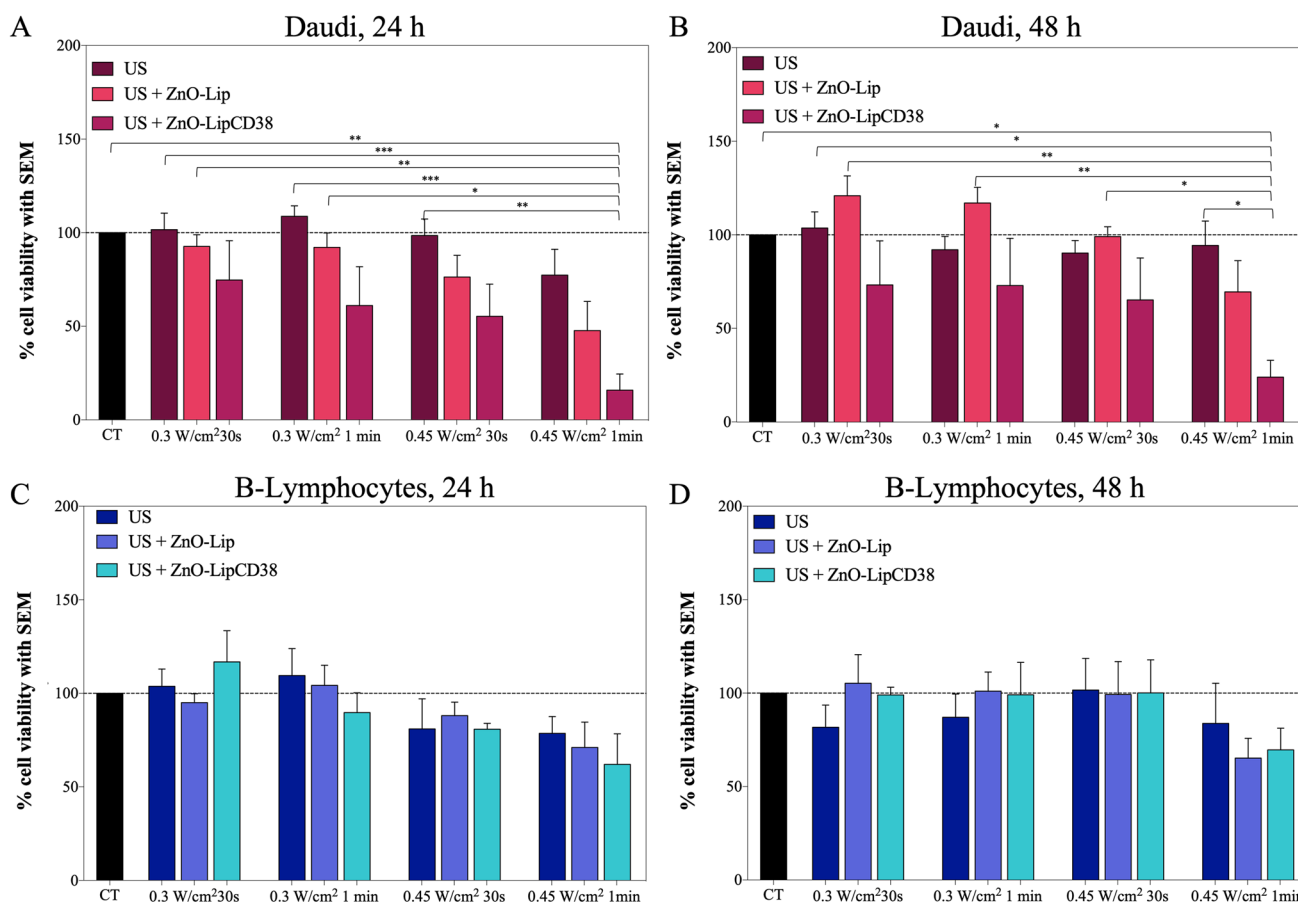 A
Daudi, 24 h
% cell viability with SEM
200
150
100
50
0
US
US + ZnO-Lip
US + ZnO-LipCD38
**
***
**
***
*
**
CT
0.3 W/cm²30s
0.3 W/cm² 1 min
0.45 W/cm² 30s
0.45 W/cm² 1min
B
Daudi, 48 h
% cell viability with SEM
200
150
100
50
0
US
US + ZnO-Lip
US + ZnO-LipCD38
*
*
**
**
*
*
CT
0.3 W/cm²30s
0.3 W/cm² 1 min
0.45 W/cm² 30s
0.45 W/cm² 1min
C
B-Lymphocytes, 24 h
% cell viability with SEM
200
150
100
50
0
US
US + ZnO-Lip
US + ZnO-LipCD38
CT
0.3 W/cm²30s
0.3 W/cm² 1 min
0.45 W/cm² 30s
0.45 W/cm² 1min
D
B-Lymphocytes, 48 h
% cell viability with SEM
200
150
100
50
0
US
US + ZnO-Lip
US + ZnO-LipCD38
CT
0.3 W/cm²30s
0.3 W/cm² 1 min
0.45 W/cm² 30s
0.45 W/cm² 1min